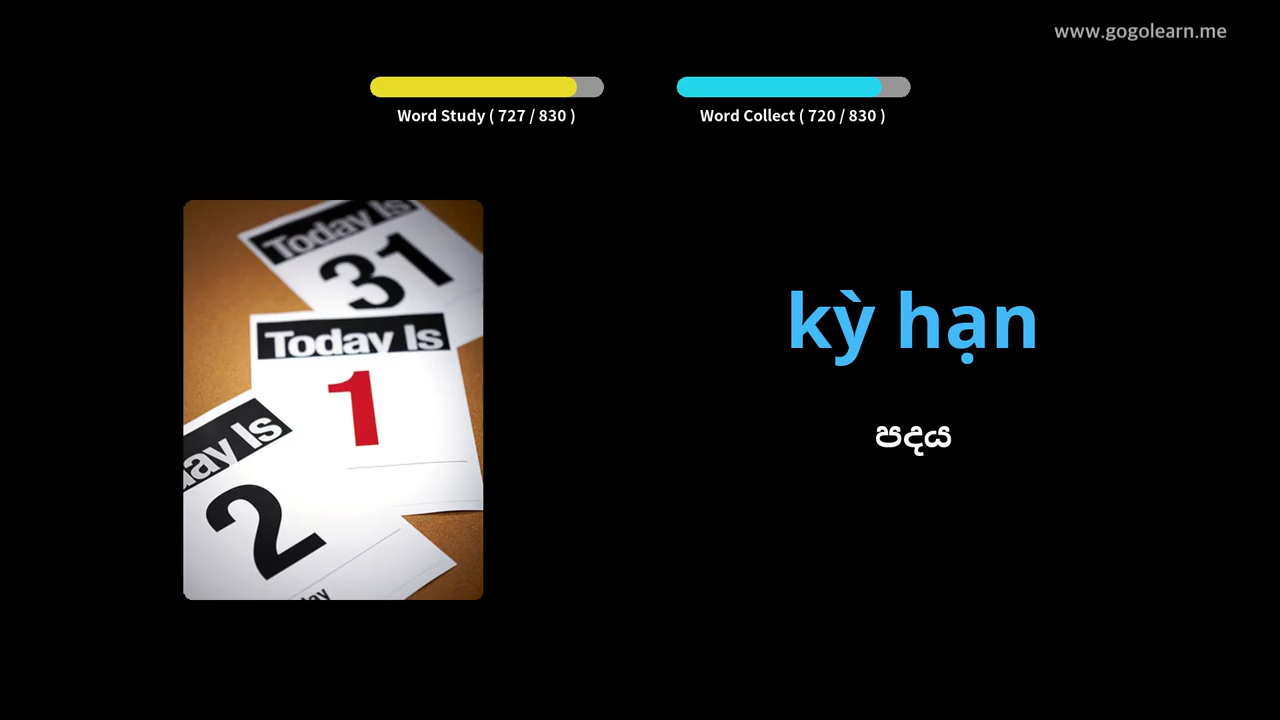 www.gogolearn.me
Word Study ( 727 / 830 )
Word Collect ( 720 / 830 )
Today Is
31
Today Is
1
ay Is
2
kỳ hạn
පදය